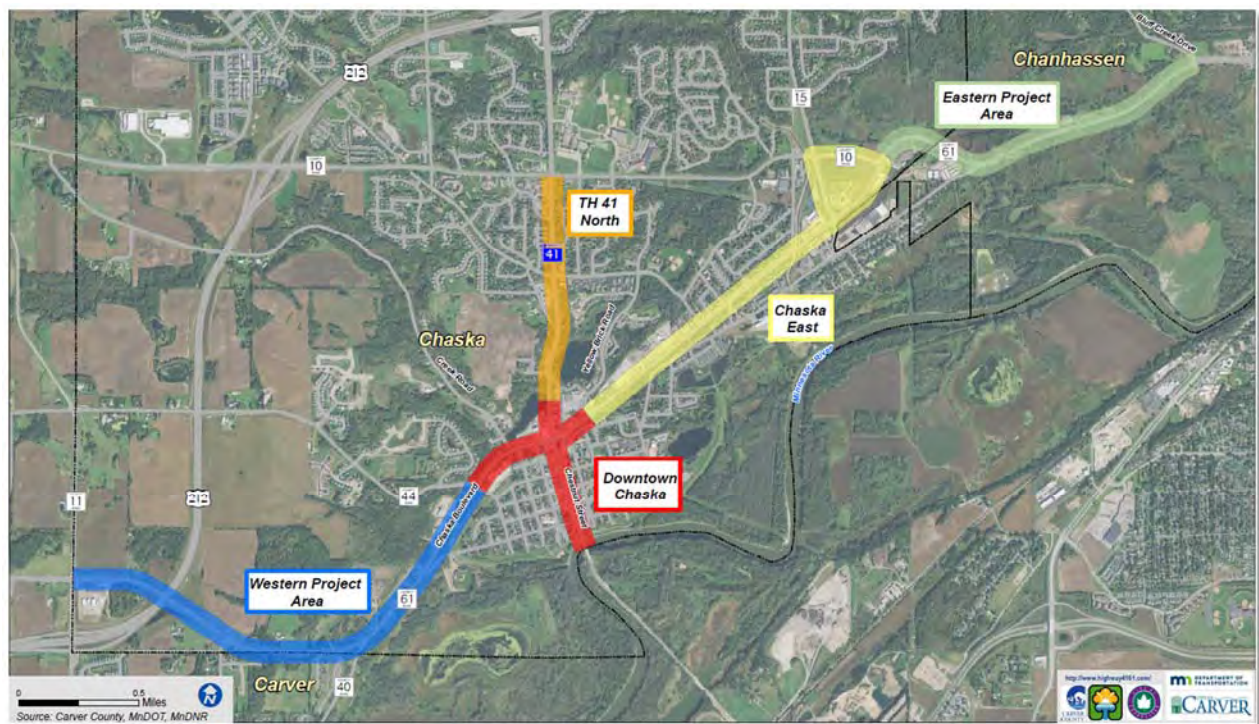 Bluff Creek Drive
Chanhassen
212
15
Eastern Project
Area
10
61
10
TH 41
North
41
Chaska
East
Yellow Brick Road
Chaska
Creek Road
Minnesota River
Downtown
Chaska
11
212
44
Chaska Boulevard
Chestnut Street
Western Project
Area
61
Carver
40
0
0.5
Miles
Source: Carver County, MnDOT, MnDNR
http://www.highway4161.com/
DEPARTMENT OF
TRANSPORTATION
CARVER
COUNTY
CARVER